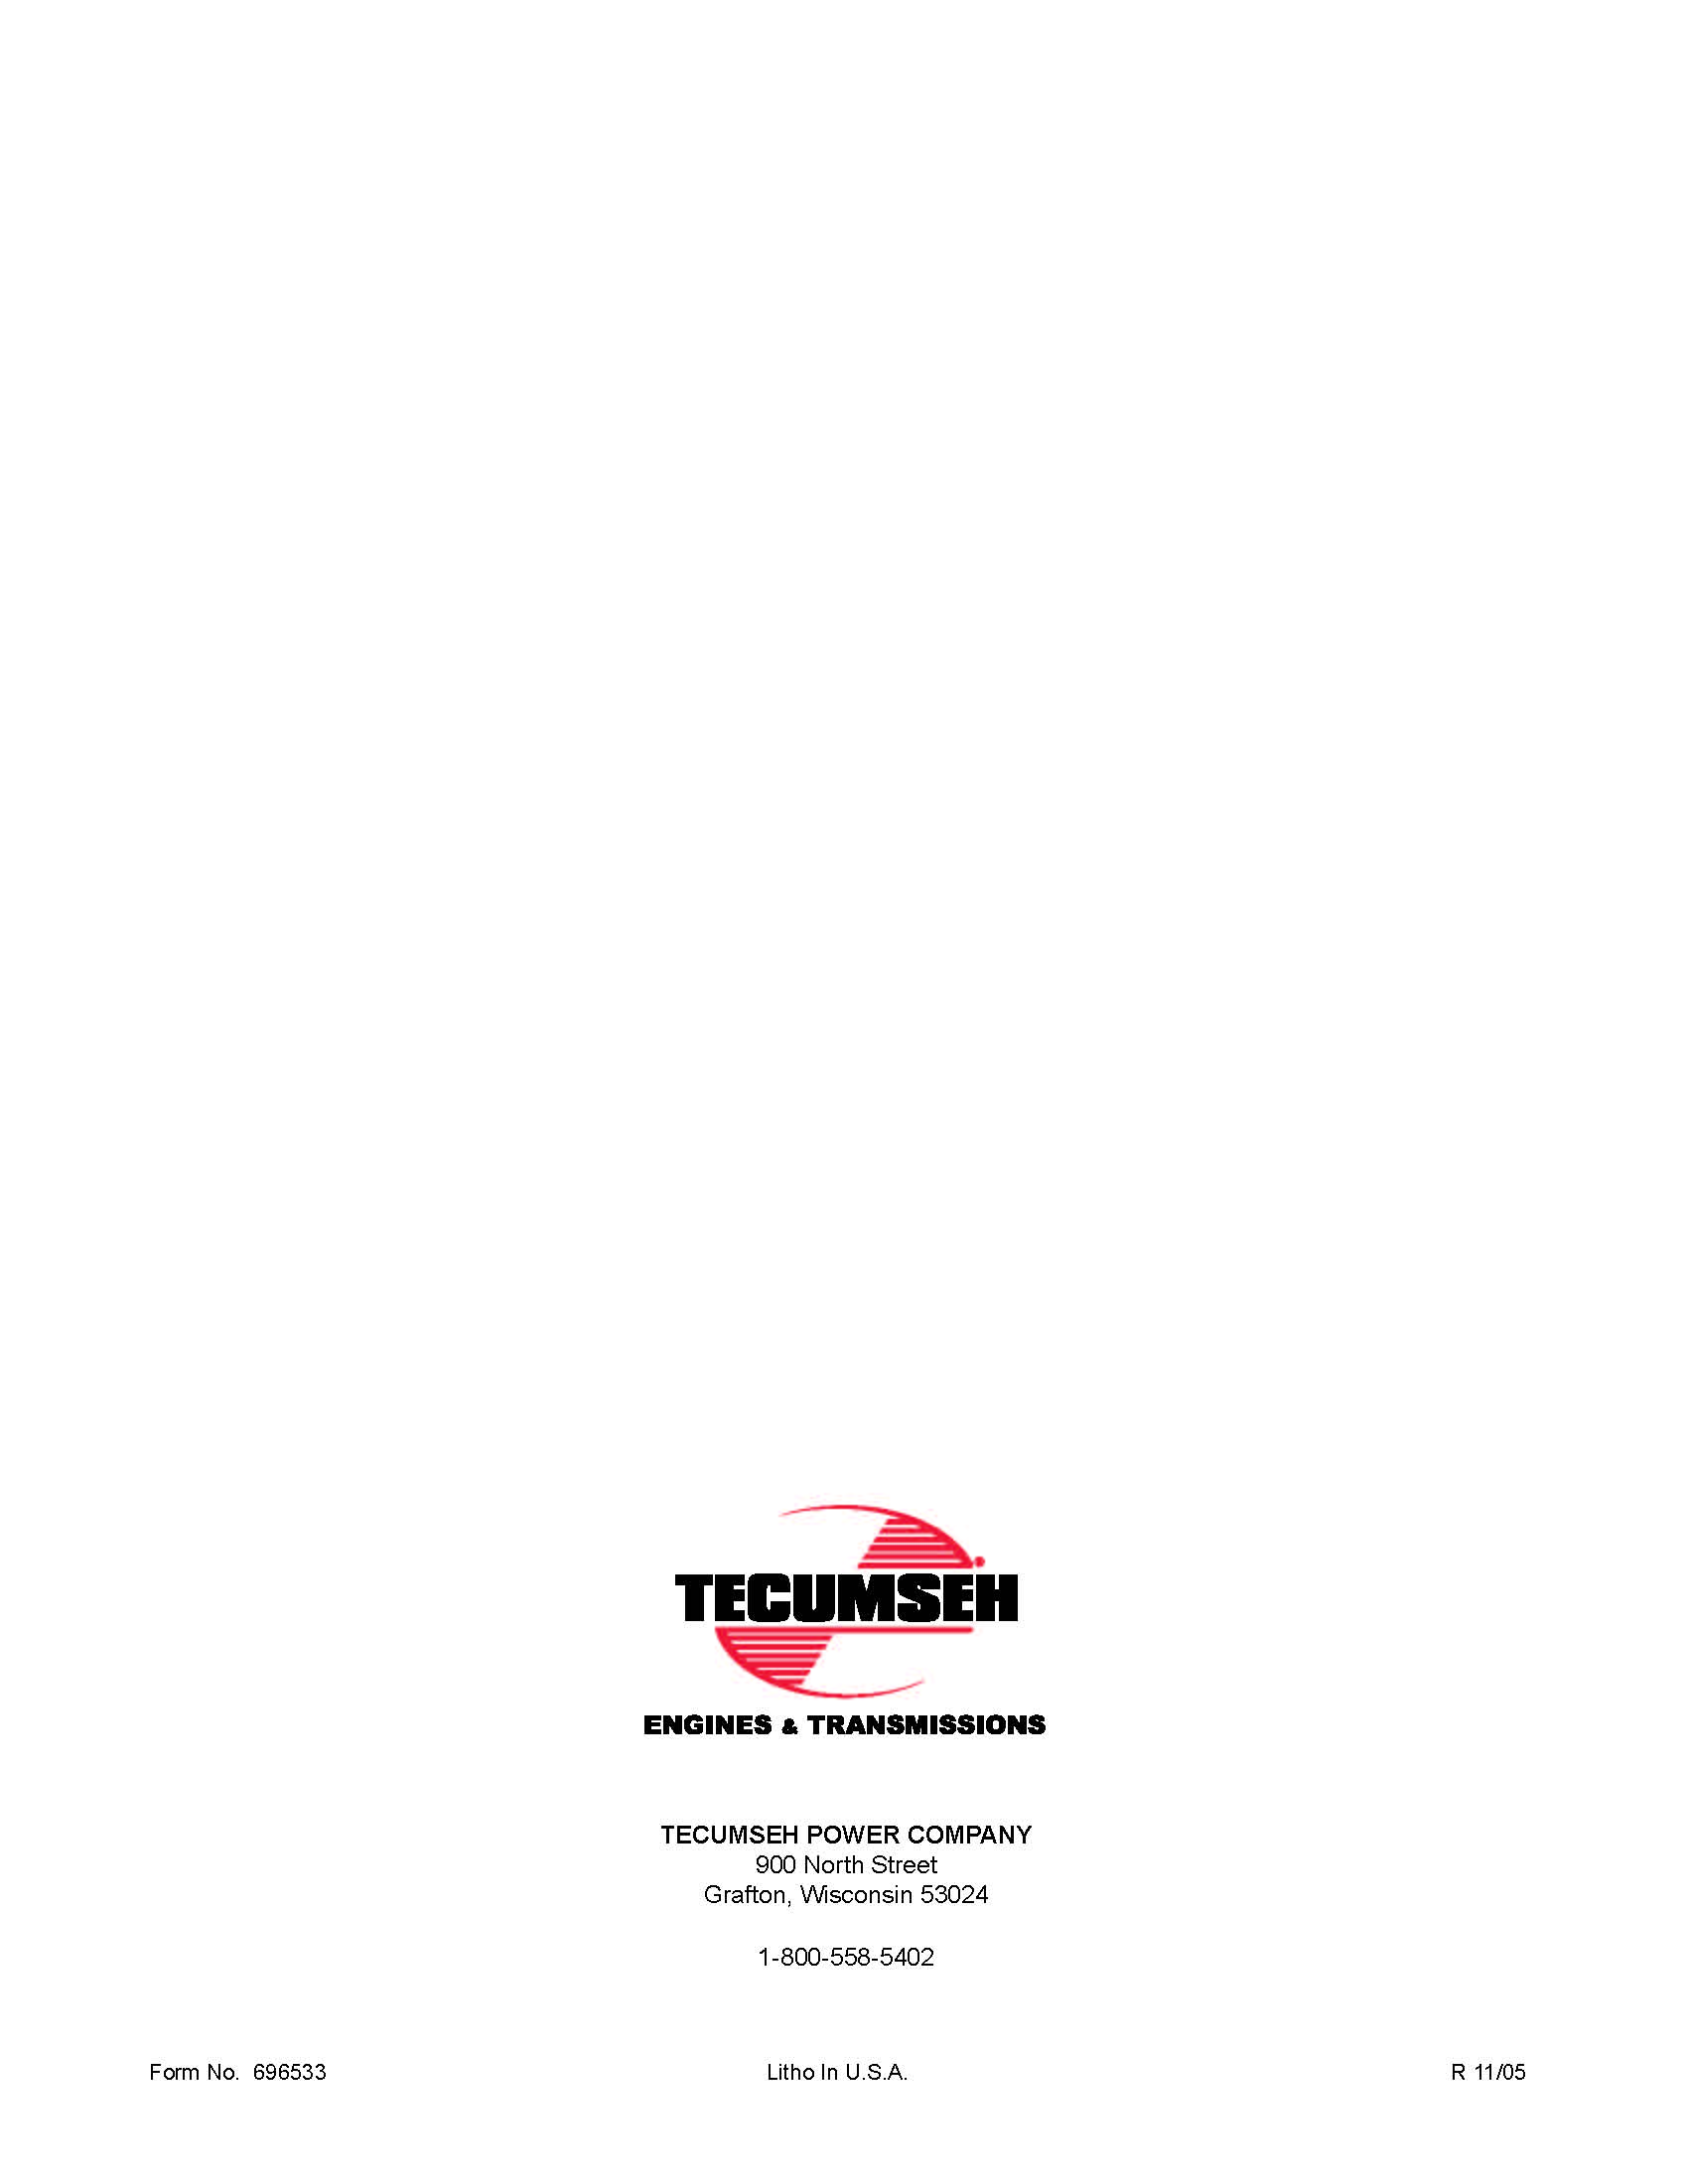 TECUMSEH
ENGINES & TRANSMISSIONS
TECUMSEH POWER COMPANY
900 North Street
Grafton, Wisconsin 53024
1-800-558-5402
Form No. 696533
Litho In U.S.A.
R 11/05